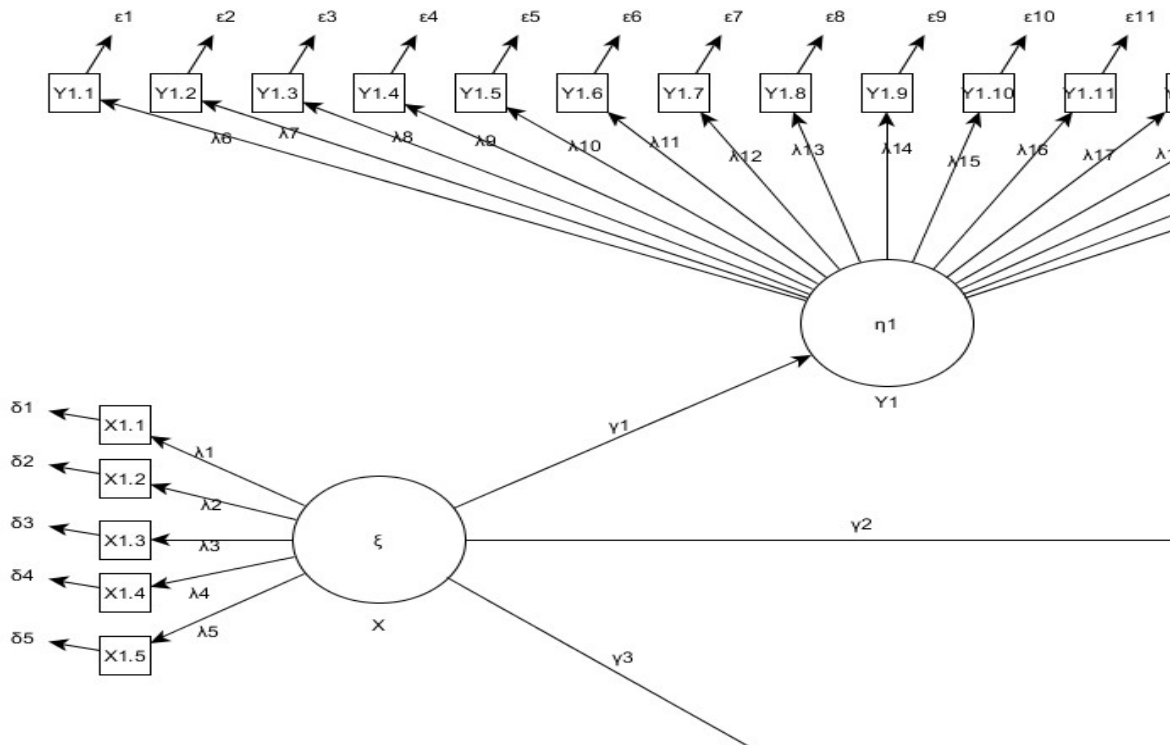 ε1 ε2 ε3 ε4 ε5 ε6 ε7 ε8 ε9 ε10 ε11
Y1.1 Y1.2 Y1.3 Y1.4 Y1.5 Y1.6 Y1.7 Y1.8 Y1.9 Y1.10 Y1.11
λ6 λ7 λ8 λ9 λ10 λ11 λ12 λ13 λ14 λ15 λ16 λ17
η1
Y1
γ1
δ1 X1.1 λ1
δ2 X1.2 λ2
δ3 X1.3 λ3 ξ γ2
δ4 X1.4 λ4
X
δ5 X1.5 λ5
γ3